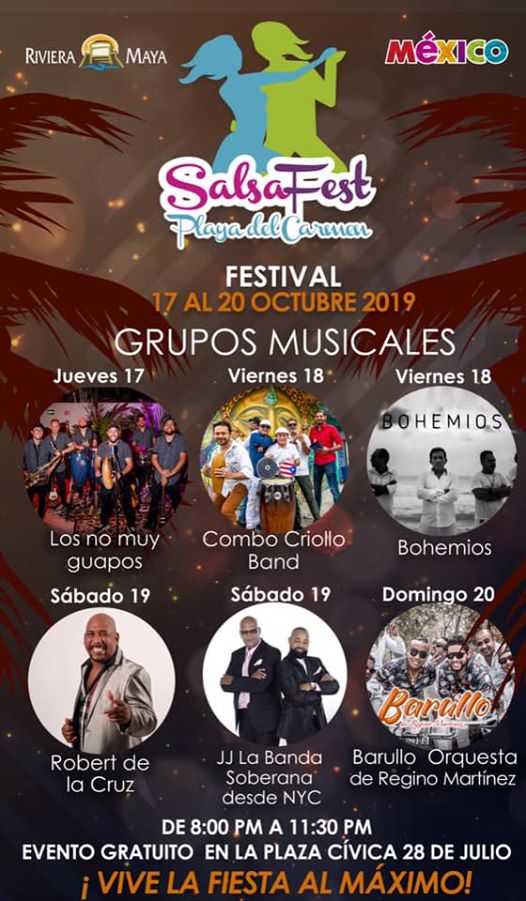 RIVIERA MAYA
MÉXICO
SalsaFest
Playa del Carmen
FESTIVAL
17 AL 20 OCTUBRE 2019
GRUPOS MUSICALES
Jueves 17
Viernes 18
Viernes 18
BOHEMIOS
Los no muy
guapos
Combo Criollo
Band
Bohemios
Sábado 19
Sábado 19
Domingo 20
Barullo
de Regino Martínez
Robert de
la Cruz
JJ La Banda
Soberana
desde NYC
Barullo Orquesta
de Regino Martínez
DE 8:00 PM A 11:30 PM
EVENTO GRATUITO EN LA PLAZA CÍVICA 28 DE JULIO
¡ VIVE LA FIESTA AL MÁXIMO!